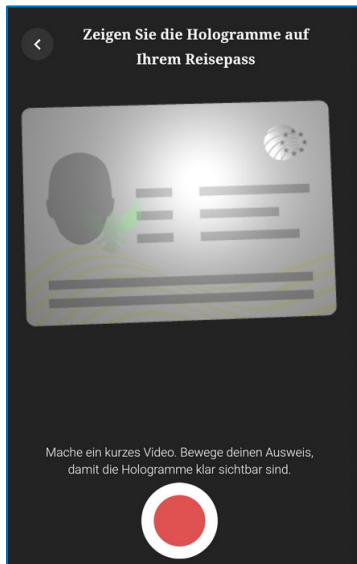 Zeigen Sie die Hologramme auf
Ihrem Reisepass
Mache ein kurzes Video. Bewege deinen Ausweis,
damit die Hologramme klar sichtbar sind.